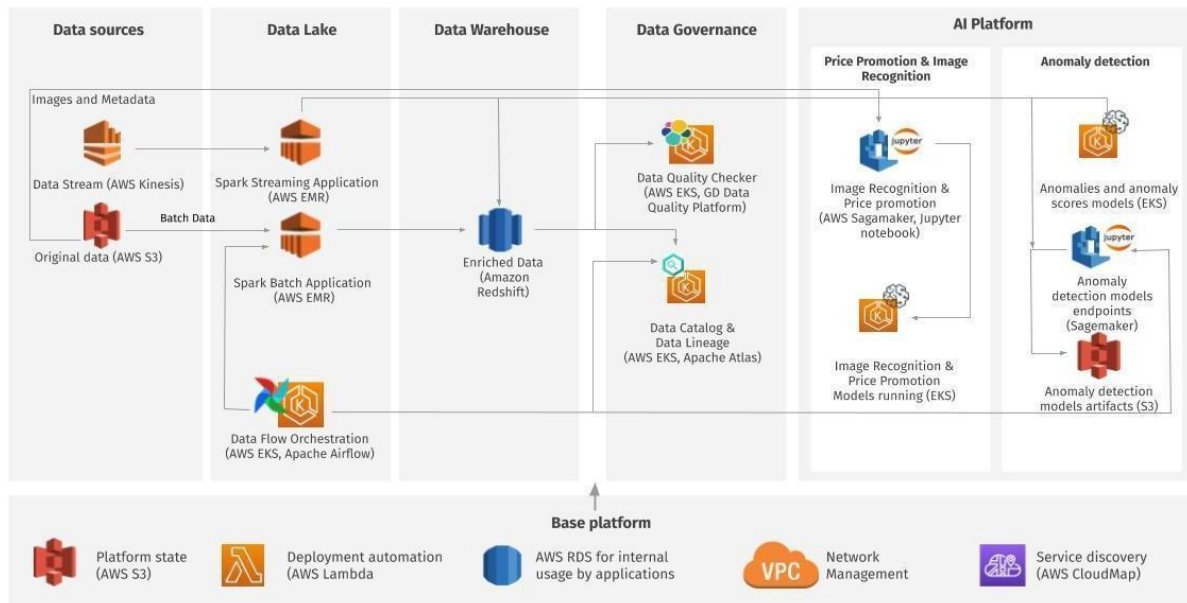 Data sources
Data Lake
Data Warehouse
Data Governance
AI Platform
Price Promotion & Image
Recognition
Anomaly detection
Images and Metadata
Data Stream (AWS Kinesis)
Spark Streaming Application
(AWS EMR)
Batch Data
Original data (AWS S3)
Spark Batch Application
(AWS EMR)
Data Flow Orchestration
(AWS EKS, Apache Airflow)
Enriched Data
(Amazon
Redshift)
Data Quality Checker
(AWS EKS, GD Data
Quality Platform)
Data Catalog &
Data Lineage
(AWS EKS, Apache Atlas)
jupyter
Image Recognition &
Price promotion
(AWS Sagamaker, Jupyter
notebook)
Image Recognition &
Price Promotion
Models running (EKS)
Anomalies and anomaly
scores models (EKS)
jupyter
Anomaly
detection models
endpoints
(Sagemaker)
Anomaly detection
models artifacts (S3)
K
K
K
K
K
Base platform
Platform state
(AWS S3)
Deployment automation
(AWS Lambda
AWS RDS for internal
usage by applications
VPC
Network
Management
Service discovery
(AWS CloudMap)